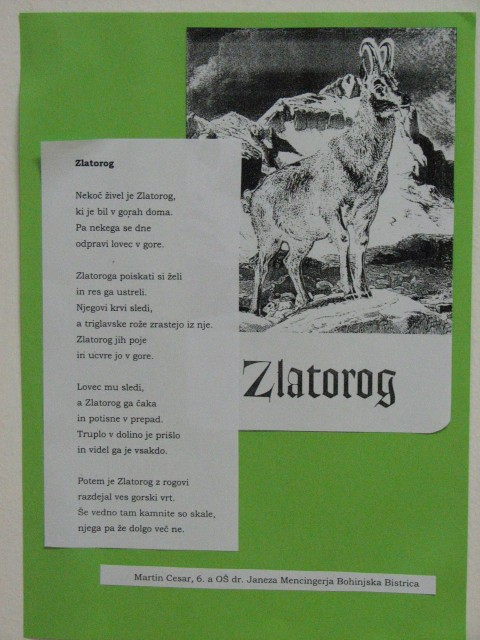 Zlatorog
Nekoč živel je Zlatorog,
ki je bil v gorah doma.
Pa nekega se dne
odpravi lovec v gore.
Zlatoroga poiskati si želi
in res ga ustreli.
Njegovi krvi sledi,
a triglavske rože zrastejo iz nje.
Zlatorog jih poje
in ucvre jo v gore.
Lovec mu sledi,
a Zlatorog ga čaka
in potisne v prepad.
Truplo v dolino je prišlo
in videl ga je vsakdo.
Potem je Zlatorog z rogovi
razdejal ves gorski vrt.
Še vedno tam kamnite so skale,
njega pa že dolgo več ne.
Zlatorog
Martin Cesar, 6. a OŠ dr. Janeza Mencingerja Bohinjska Bistrica